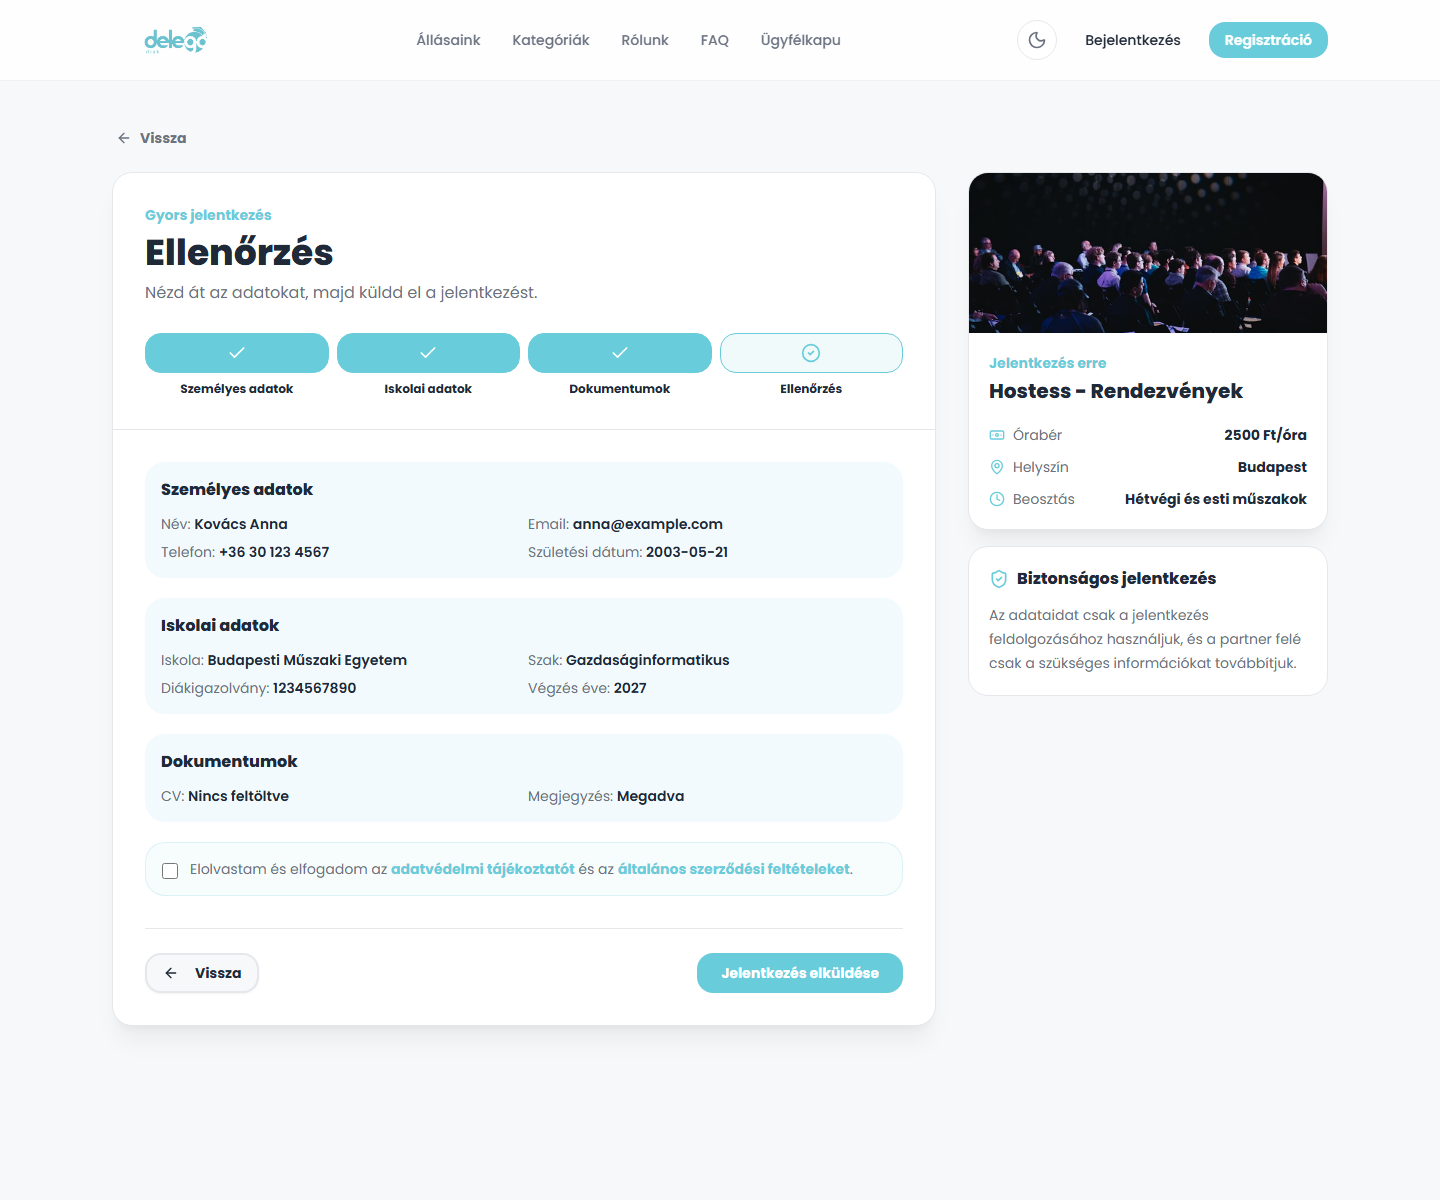 delego
Állásaink
Kategóriák
Rólunk
FAQ
Ügyfélkapu
Bejelentkezés
Regisztráció
Vissza
Gyors jelentkezés
Ellenőrzés
Nézd át az adatokat, majd küldd el a jelentkezést.
Személyes adatok
Iskolai adatok
Dokumentumok
Ellenőrzés
Személyes adatok
Név: Kovács Anna
Email: anna@example.com
Telefon: +36 30 123 4567
Születési dátum: 2003-05-21
Iskolai adatok
Iskola: Budapesti Műszaki Egyetem
Szak: Gazdaságinformatikus
Diákigazolvány: 1234567890
Végzés éve: 2027
Dokumentumok
CV: Nincs feltöltve
Megjegyzés: Megadva
Elolvastam és elfogadom az adatvédelmi tájékoztatót és az általános szerződési feltételeket.
Vissza
Jelentkezés elküldése
Jelentkezés erre
Hostess - Rendezvények
Órabér 2500 Ft/óra
Helyszín Budapest
Beosztás Hétvégi és esti műszakok
Biztonságos jelentkezés
Az adataidat csak a jelentkezés
feldolgozásához használjuk, és a partner felé
csak a szükséges információkat továbbítjuk.